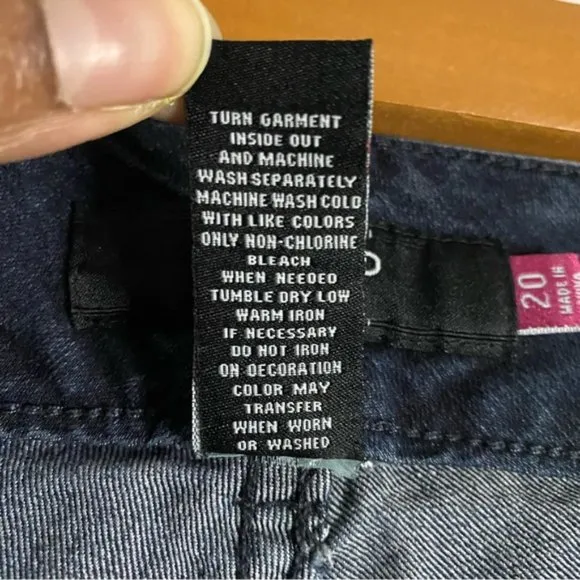 TURN GARMENT
INSIDE OUT
AND MACHINE
WASH SEPARATELY
MACHINE WASH COLD
WITH LIKE COLORS
ONLY NON-CHLORINE
BLEACH
WHEN NEEDED
TUMBLE DRY LOW
WARM IRON
IF NECESSARY
DO NOT IRON
ON DECORATION
COLOR MAY
TRANSFER
WHEN WORN
OR WASHED
20
MADE IN